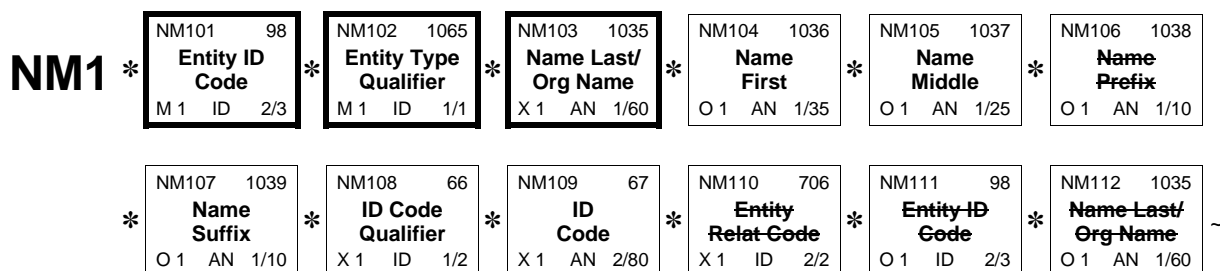 NM101 98 NM102 1065 NM103 1035 NM104 1036 NM105 1037 NM106 1038
NM1 * Entity ID Code * Entity Type Qualifier * Name Last/ Org Name * Name First * Name Middle * Name Prefix
M 1 ID 2/3 M 1 ID 1/1 X 1 AN 1/60 O 1 AN 1/35 O 1 AN 1/25 O 1 AN 1/10
NM107 1039 NM108 66 NM109 67 NM110 706 NM111 98 NM112 1035
* Name Suffix * ID Code Qualifier * ID Code * Entity Relat Code * Entity ID Code * Name Last/ Org Name ~
O 1 AN 1/10 X 1 ID 1/2 X 1 AN 2/80 X 1 ID 2/2 O 1 ID 2/3 O 1 AN 1/60